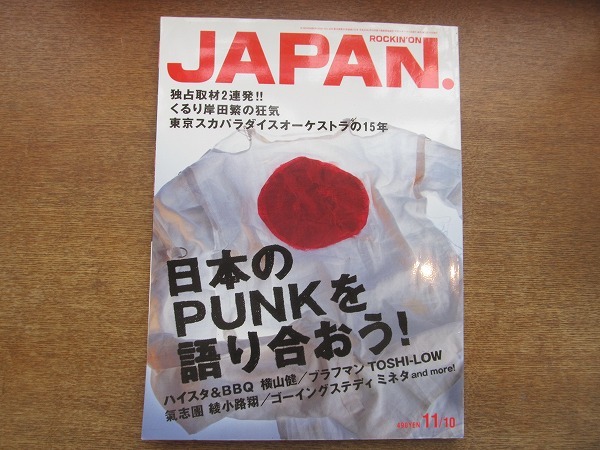 ROCKIN'ON
JAPAN.
独占取材2連発!!
くるり岸田繁の狂気
東京スカパラダイスオーケストラの15年
日本の
PUNKを
語り合おう!
ハイスタ&BBQ 横山健/ブラフマン TOSHI-LOW
氣志團 綾小路翔/ゴーイングステディ ミネタ and more!
490YEN 11/10